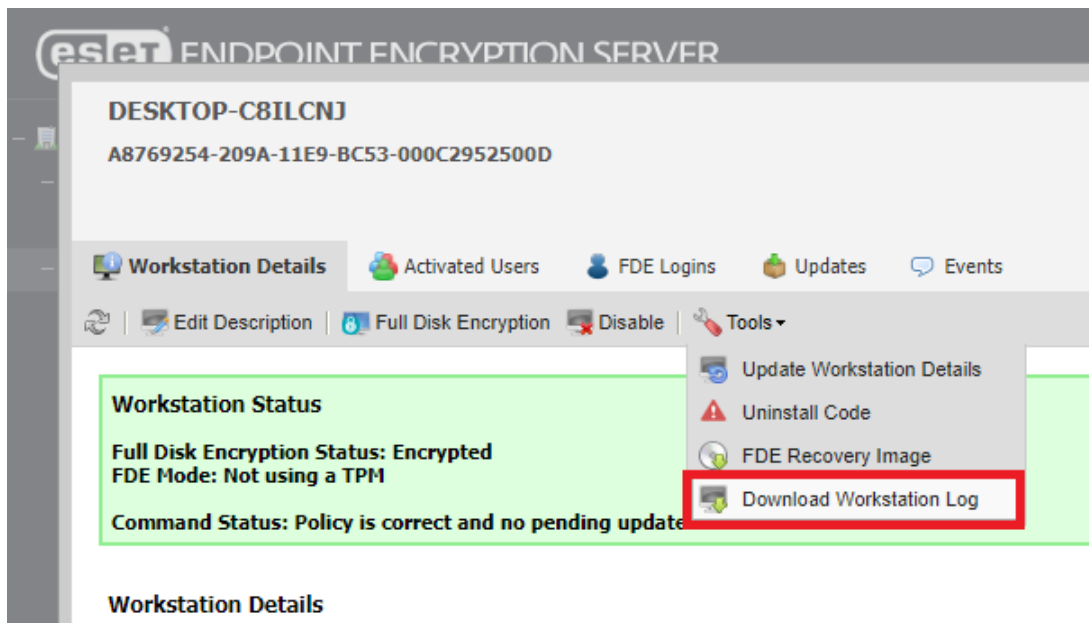 eset ENDPOINT ENCRYPTION SERVER
DESKTOP-C8ILCNJ
A8769254-209A-11E9-BC53-000C2952500D
Workstation Details Activated Users FDE Logins Updates Events
Edit Description Full Disk Encryption Disable Tools
Update Workstation Details
Uninstall Code
FDE Recovery Image
Download Workstation Log
Workstation Status
Full Disk Encryption Status: Encrypted
FDE Mode: Not using a TPM
Command Status: Policy is correct and no pending update
Workstation Details